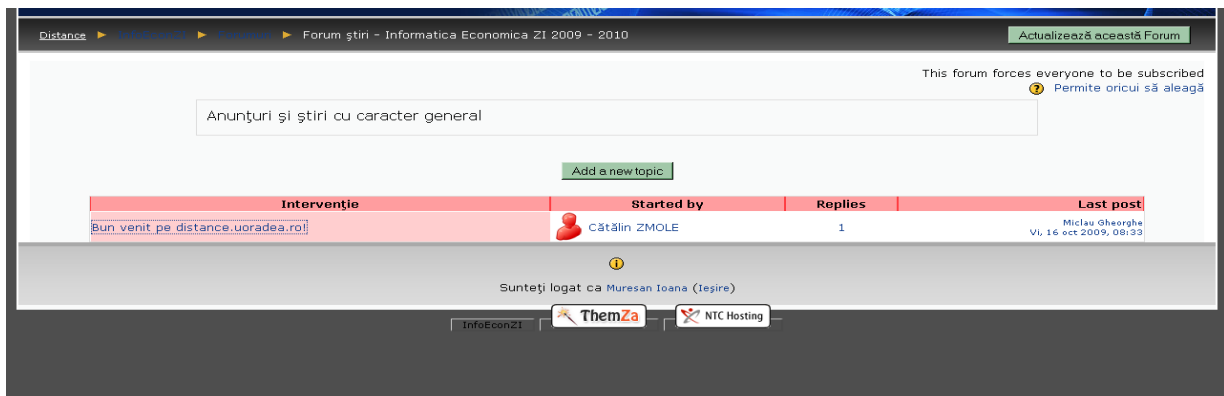 Distance ► InfoEconZI ► Forumuri ► Forum ştiri - Informatica Economica ZI 2009 - 2010
Actualizează această Forum
This forum forces everyone to be subscribed
Permite oricui să aleagă
Anunţuri şi ştiri cu caracter general
Add a new topic
Intervenţie Started by Replies Last post
Bun venit pe distance.uoradea.ro! Cătălin ZMOLE 1 Miclau Gheorghe
Vi, 16 oct 2009, 08:33
Sunteţi logat ca Muresan Ioana (Ieşire)
InfoEconZI ThemZa NTC Hosting